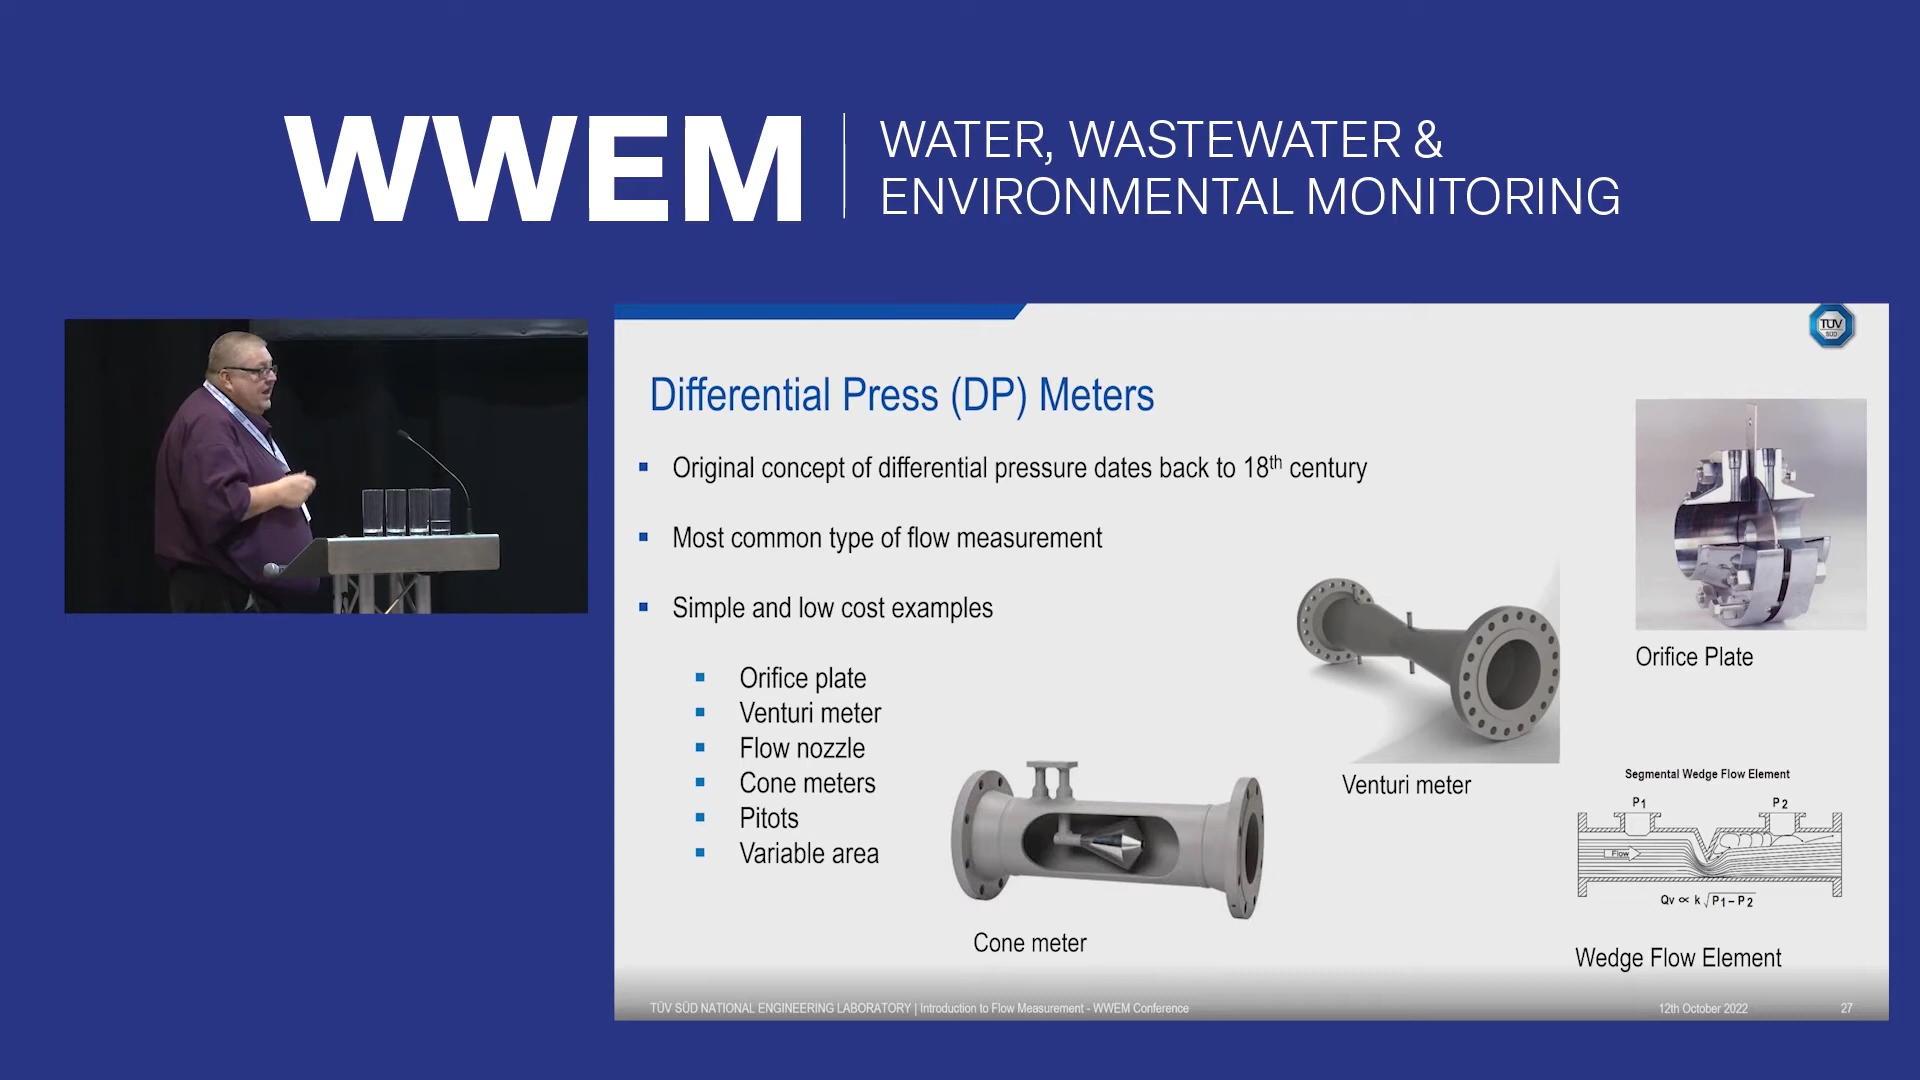 WWEM
WATER, WASTEWATER &
ENVIRONMENTAL MONITORING
TÜV
SÜD
Differential Press (DP) Meters
Original concept of differential pressure dates back to 18th century
Most common type of flow measurement
Simple and low cost examples
Orifice plate
Venturi meter
Flow nozzle
Cone meters
Pitots
Variable area
Orifice Plate
Venturi meter
Cone meter
Segmental Wedge Flow Element
P1 P2
Flow
Qv ∝ k √P1 – P2
Wedge Flow Element
TÜV SÜD NATIONAL ENGINEERING LABORATORY | Introduction to Flow Measurement - WWEM Conference 12th October 2022 27